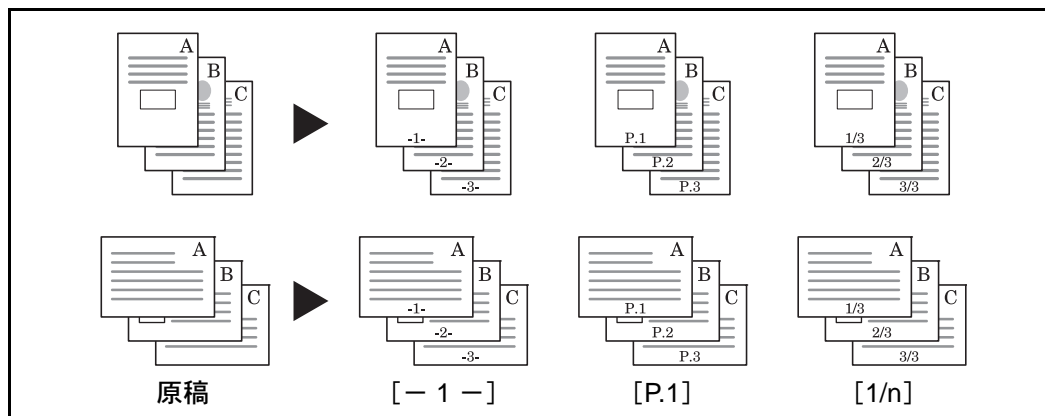 A A A A
B B B B
C C C C
-1- P.1 1/3
-2- P.2 2/3
-3- P.3 3/3
A A A A
B B B B
C C C C
-1- P.1 1/3
-2- P.2 2/3
-3- P.3 3/3
原稿 [－ 1 －] [P.1] [1/n]